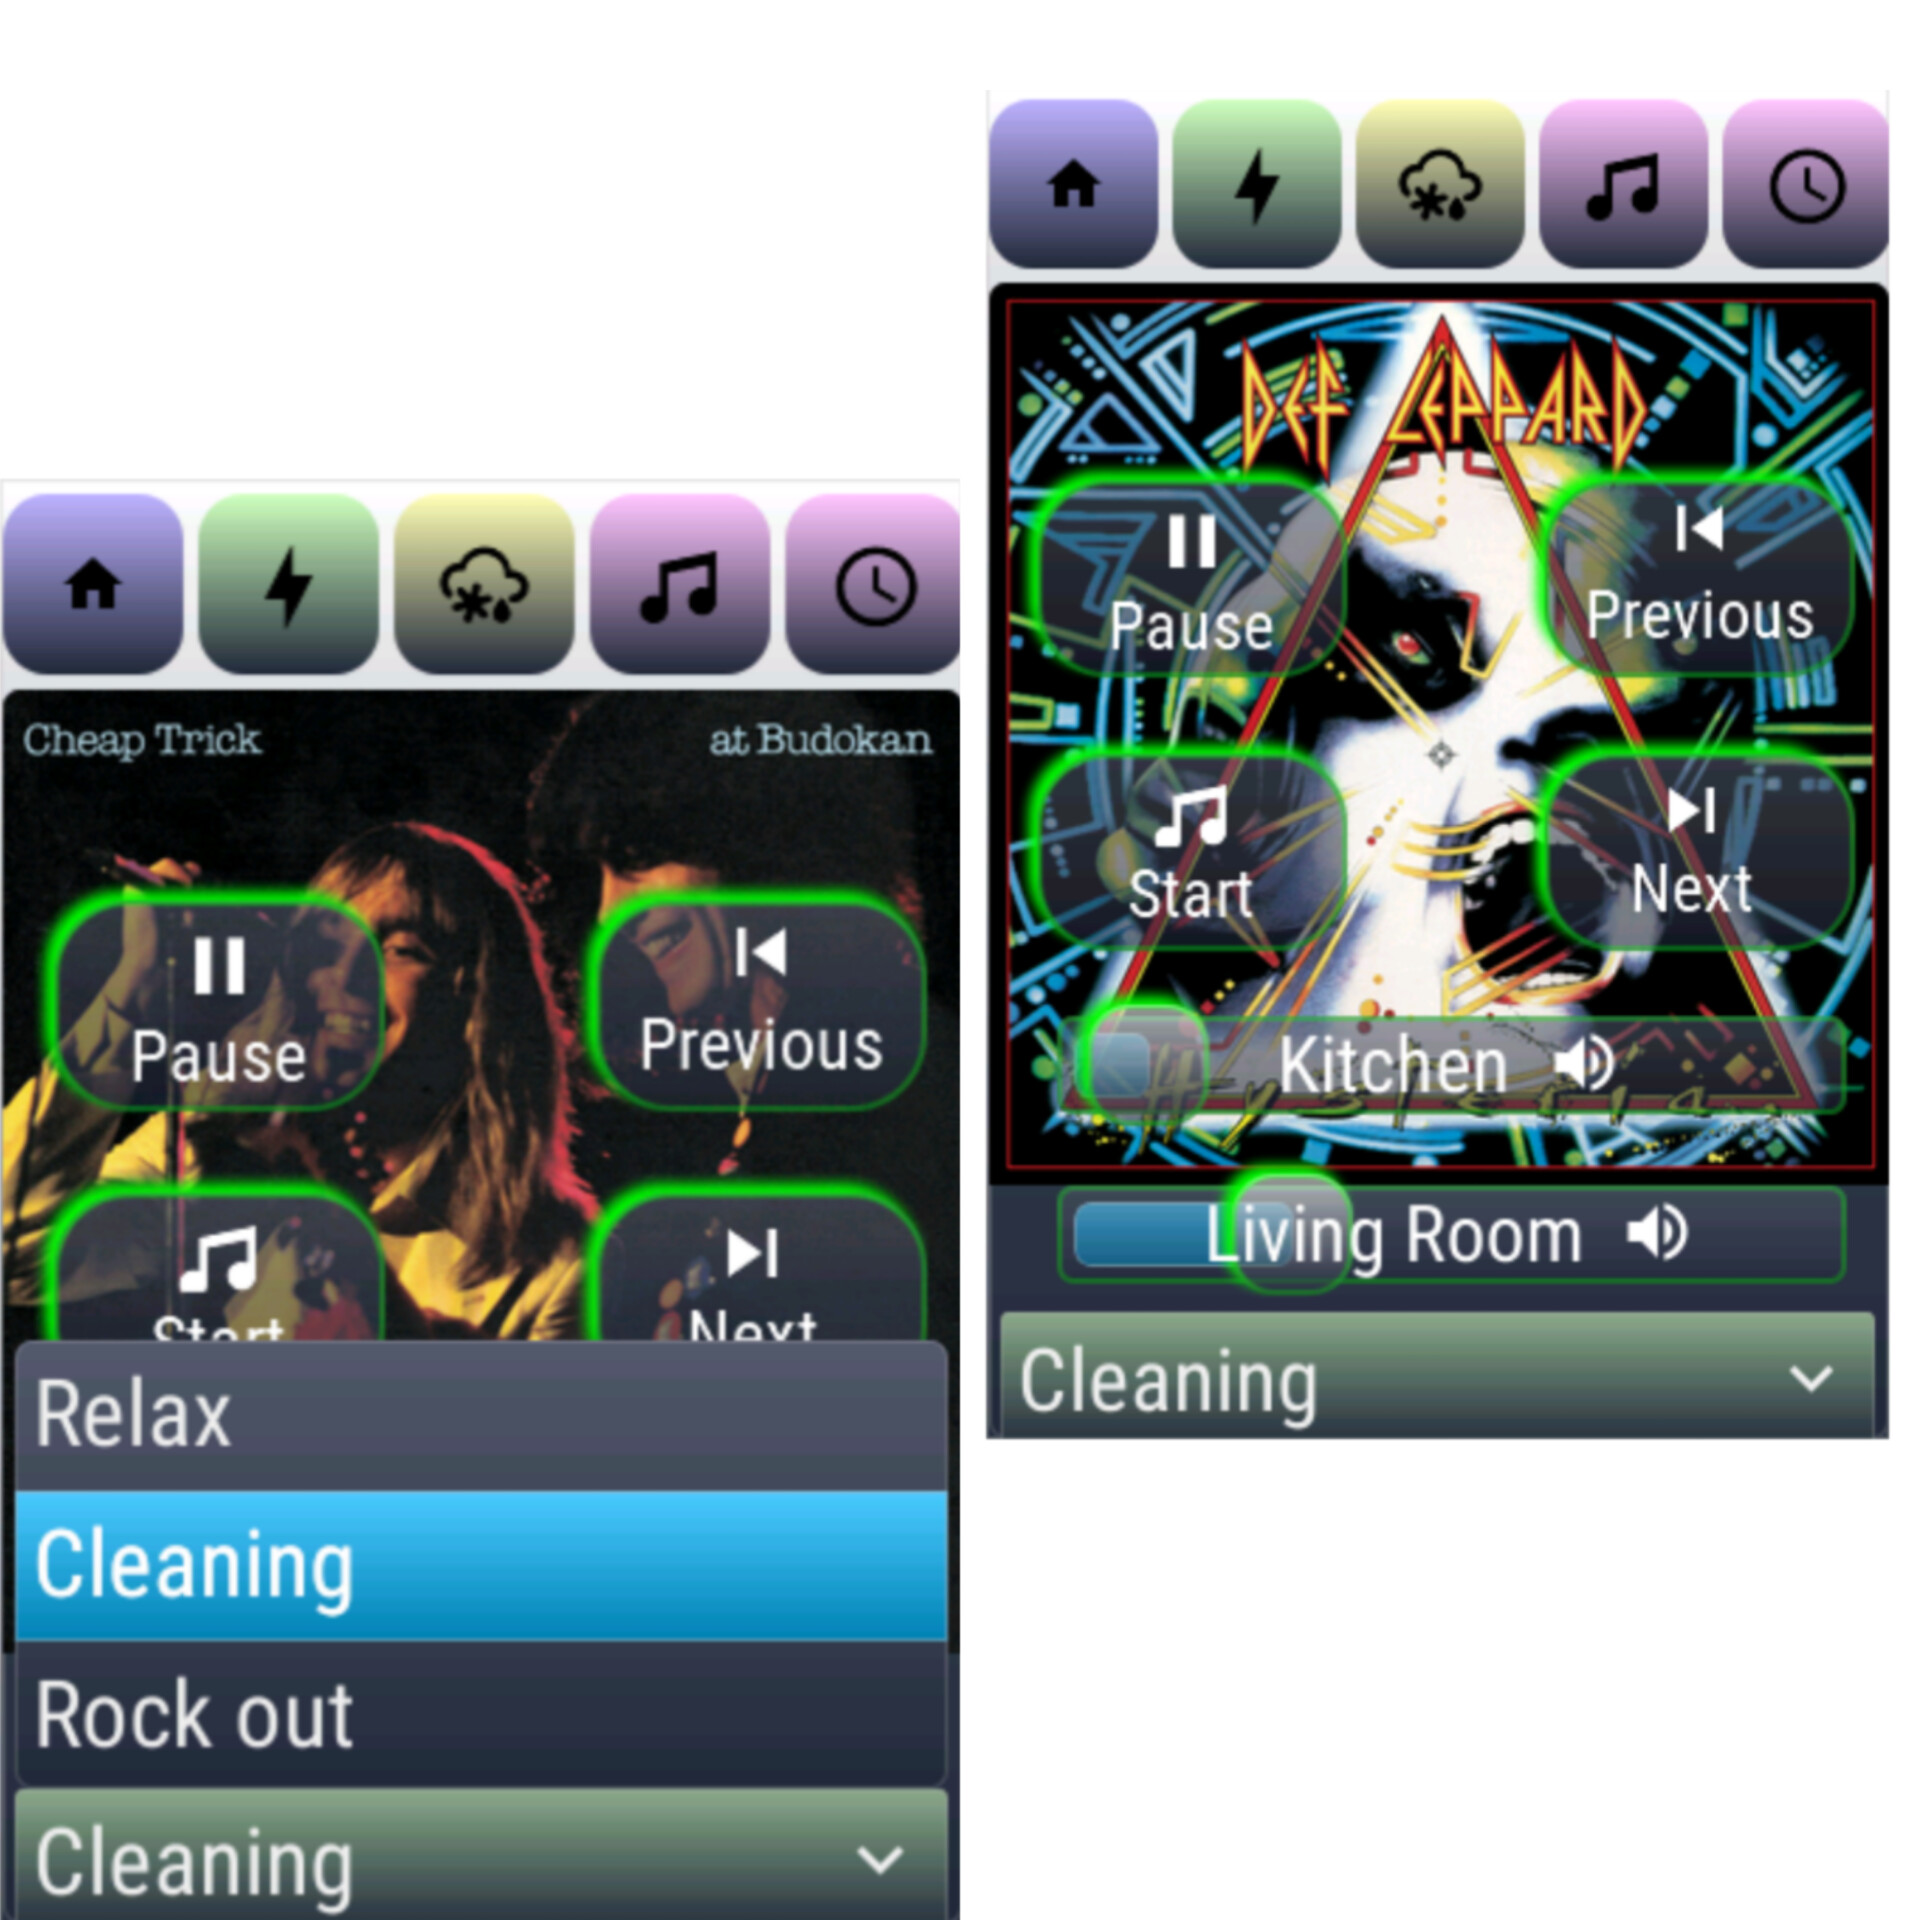 Cheap Trick
at Budokan
Pause
Previous
Start
Next
Relax
Cleaning
Rock out
Cleaning
DEF LEPPARD
Pause
Previous
Start
Next
Kitchen
Hysteria
Living Room
Cleaning